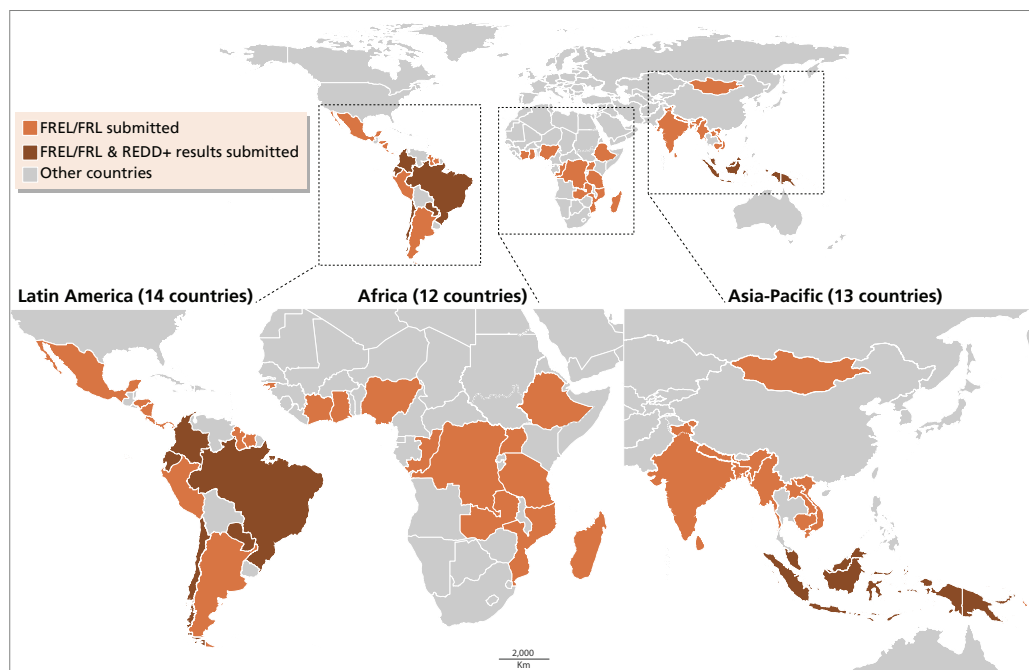 FREL/FRL submitted
FREL/FRL & REDD+ results submitted
Other countries
Latin America (14 countries)
Africa (12 countries)
Asia-Pacific (13 countries)
2,000
Km